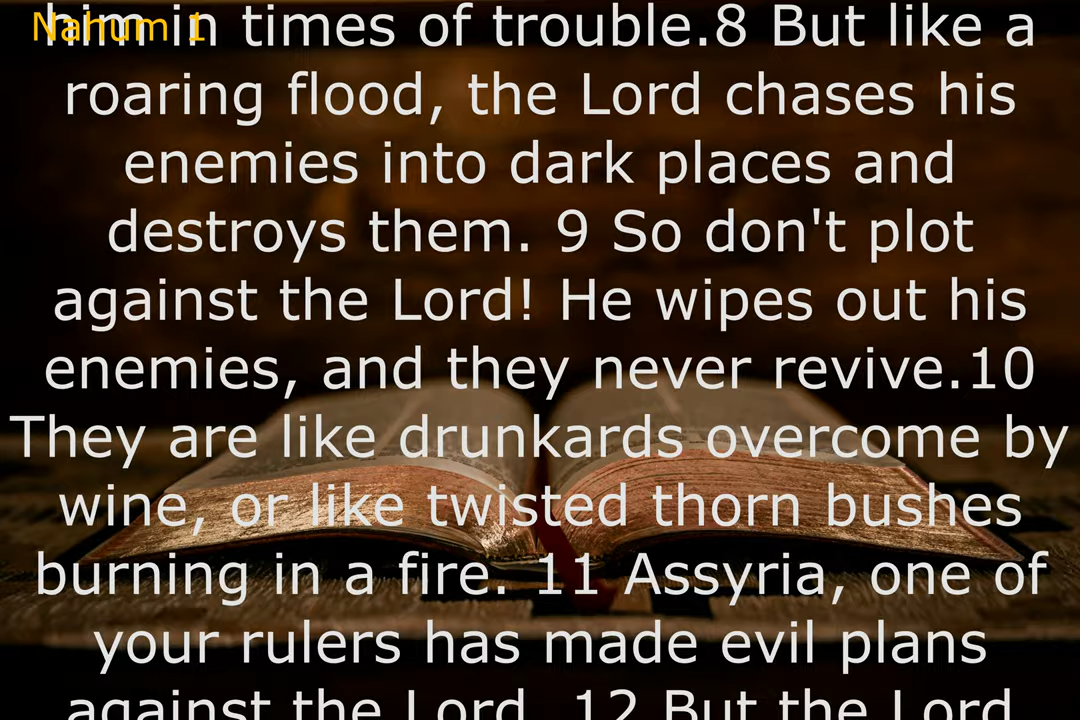 Nahum 1
him in times of trouble.8 But like a
roaring flood, the Lord chases his
enemies into dark places and
destroys them. 9 So don't plot
against the Lord! He wipes out his
enemies, and they never revive.10
They are like drunkards overcome by
wine, or like twisted thorn bushes
burning in a fire. 11 Assyria, one of
your rulers has made evil plans
against the Lord. 12 But the Lord